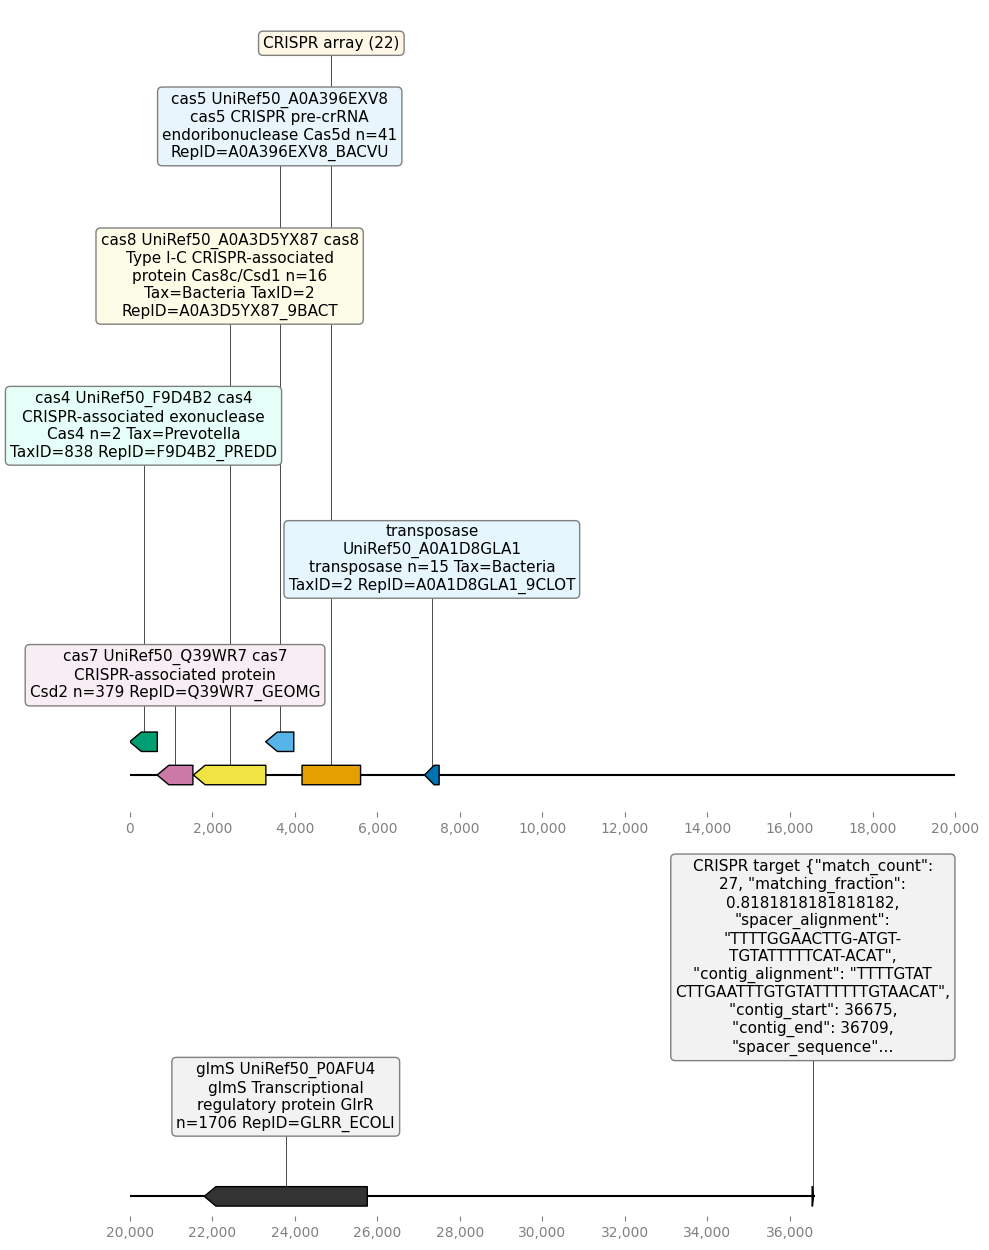 CRISPR array (22)
cas5 UniRef50_A0A396EXV8
cas5 CRISPR pre-crRNA
endoribonuclease Cas5d n=41
RepID=A0A396EXV8_BACVU
cas8 UniRef50_A0A3D5YX87 cas8
Type I-C CRISPR-associated
protein Cas8c/Csd1 n=16
Tax=Bacteria TaxID=2
RepID=A0A3D5YX87_9BACT
cas4 UniRef50_F9D4B2 cas4
CRISPR-associated exonuclease
Cas4 n=2 Tax=Prevotella
TaxID=838 RepID=F9D4B2_PREDD
transposase
UniRef50_A0A1D8GLA1
transposase n=15 Tax=Bacteria
TaxID=2 RepID=A0A1D8GLA1_9CLOT
cas7 UniRef50_Q39WR7 cas7
CRISPR-associated protein
Csd2 n=379 RepID=Q39WR7_GEOMG
0 2,000 4,000 6,000 8,000 10,000 12,000 14,000 16,000 18,000 20,000
CRISPR target {"match_count":
27, "matching_fraction":
0.8181818181818182,
"spacer_alignment":
"TTTTGGAACTTG-ATGT-
TGTATTTTTCAT-ACAT",
"contig_alignment": "TTTTGTAT
CTTGAATTTGTGTATTTTTTGTAACAT",
"contig_start": 36675,
"contig_end": 36709,
"spacer_sequence"...
glmS UniRef50_P0AFU4
glmS Transcriptional
regulatory protein GlrR
n=1706 RepID=GLRR_ECOLI
20,000 22,000 24,000 26,000 28,000 30,000 32,000 34,000 36,000